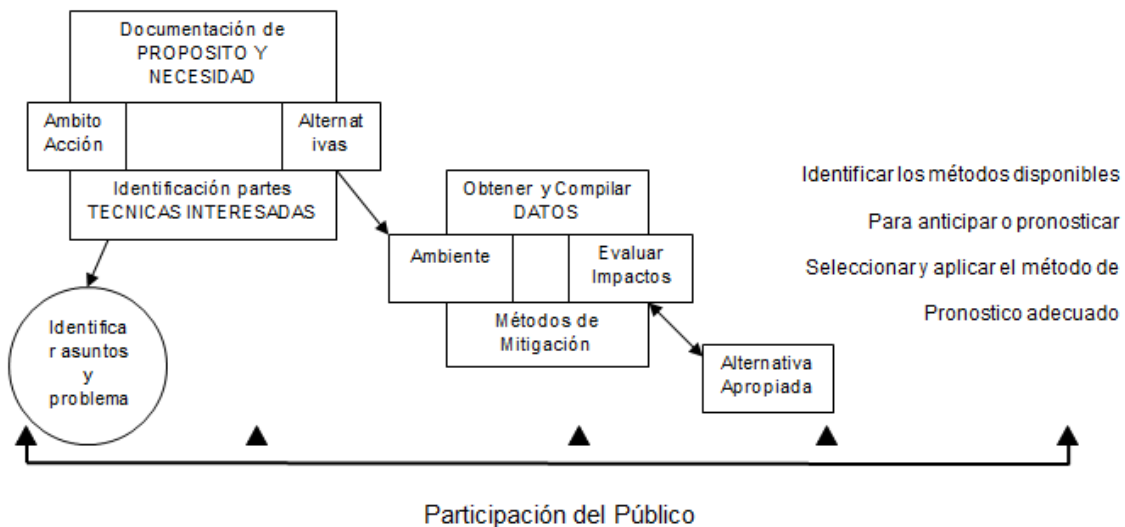 Documentación de
PROPOSITO Y
NECESIDAD
Ambito
Acción
Alternat
ivas
Identificación partes
TECNICAS INTERESADAS
Identifica
r asuntos
y
problema
Obtener y Compilar
DATOS
Ambiente
Evaluar
Impactos
Métodos de
Mitigación
Alternativa
Apropiada
Identificar los métodos disponibles
Para anticipar o pronosticar
Seleccionar y aplicar el método de
Pronostico adecuado
Participación del Público